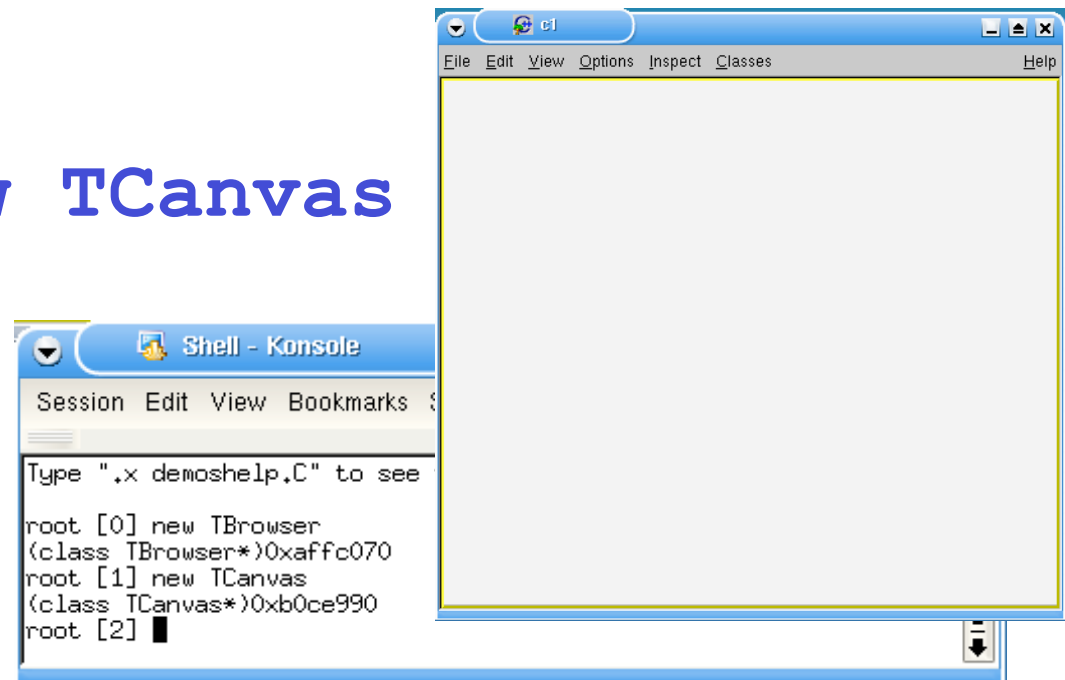 c1
File Edit View Options Inspect Classes Help
TCanvas
Shell - Konsole
Session Edit View Bookmarks
Type ".x demoshelp.C" to see
root [0] new TBrowser
(class TBrowser*)0xaffc070
root [1] new TCanvas
(class TCanvas*)0xb0ce990
root [2]